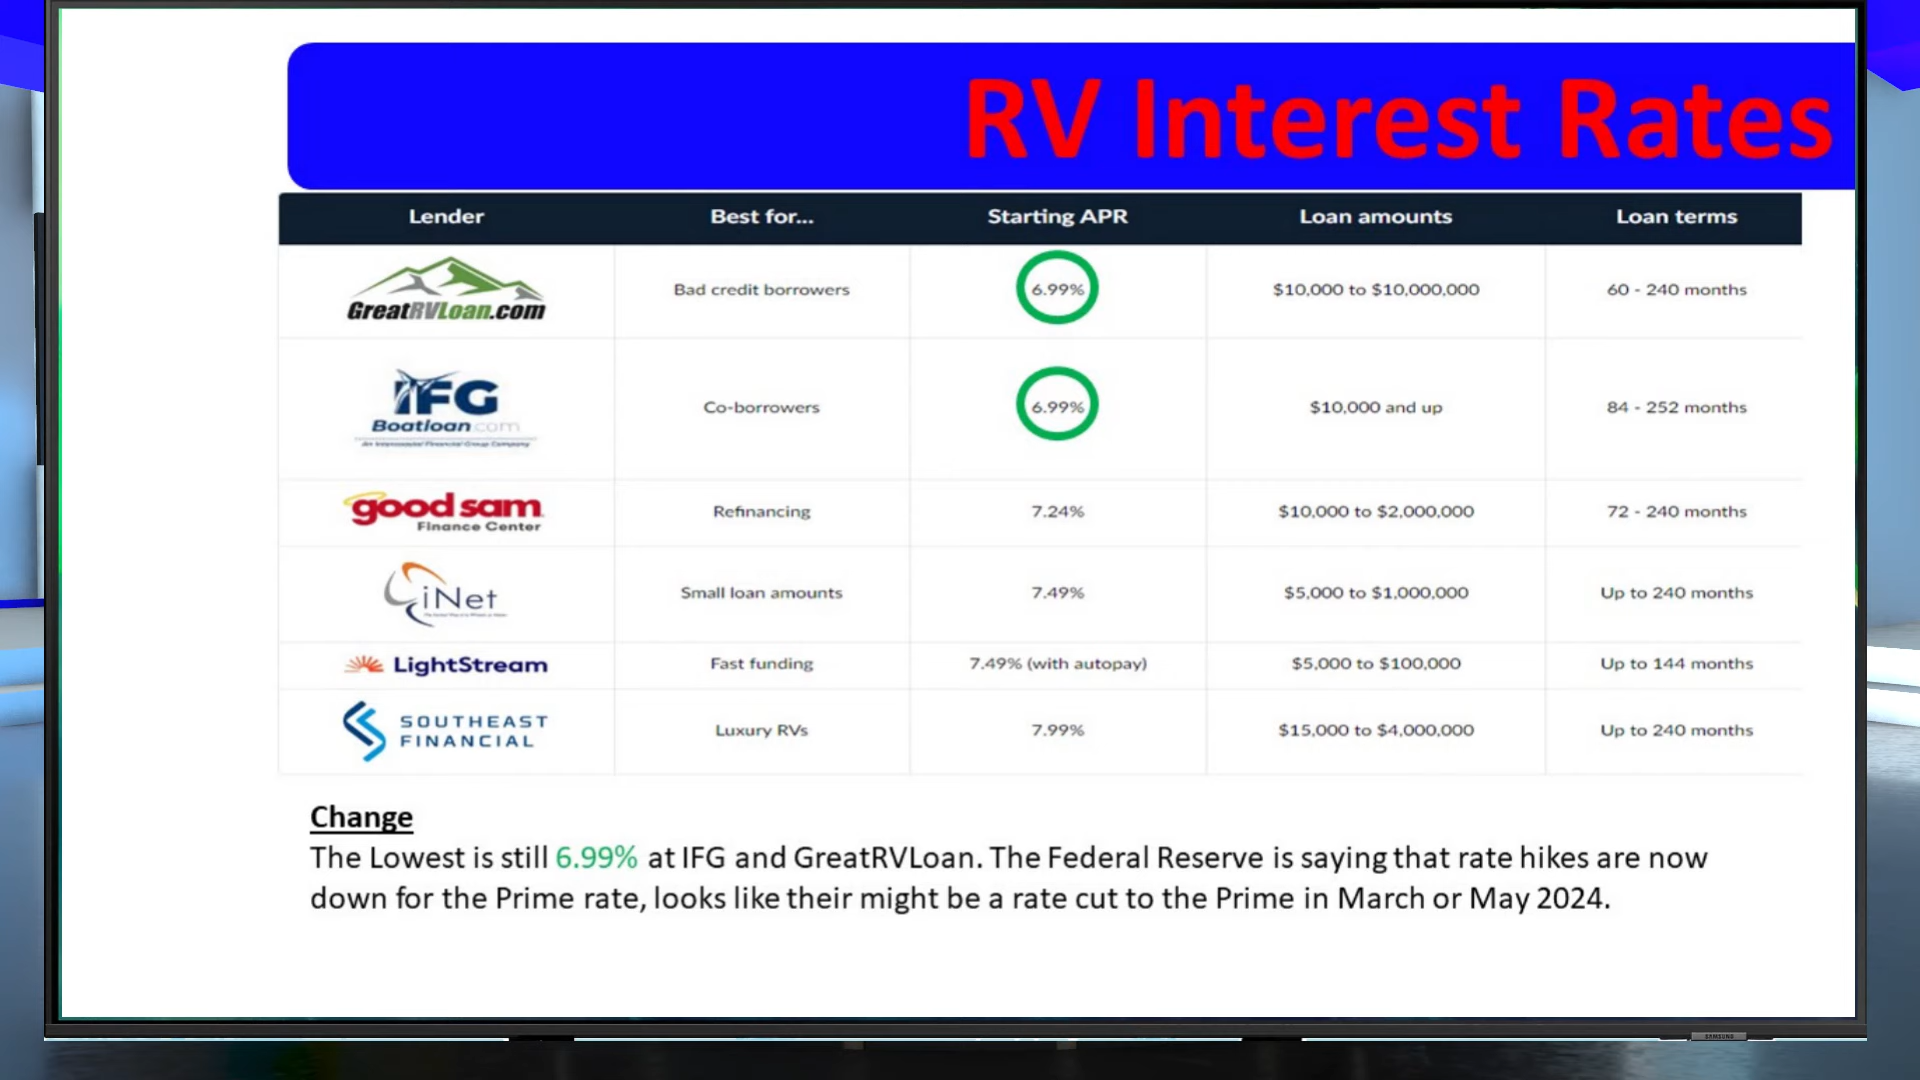 RV Interest Rates
Lender Best for... Starting APR Loan amounts Loan terms
GreatRVLoan.com Bad credit borrowers 6.99% $10,000 to $10,000,000 60 - 240 months
IFG
Boatloan.com
An Intercoastal Financial Group Company
Co-borrowers 6.99% $10,000 and up 84 - 252 months
good sam
Finance Center
Refinancing 7.24% $10,000 to $2,000,000 72 - 240 months
iNet Small loan amounts 7.49% $5,000 to $1,000,000 Up to 240 months
LightStream Fast funding 7.49% (with autopay) $5,000 to $100,000 Up to 144 months
SOUTHEAST
FINANCIAL
Luxury RVs 7.99% $15,000 to $4,000,000 Up to 240 months
Change
The Lowest is still 6.99% at IFG and GreatRVLoan. The Federal Reserve is saying that rate hikes are now
down for the Prime rate, looks like their might be a rate cut to the Prime in March or May 2024.
SAMSUNG